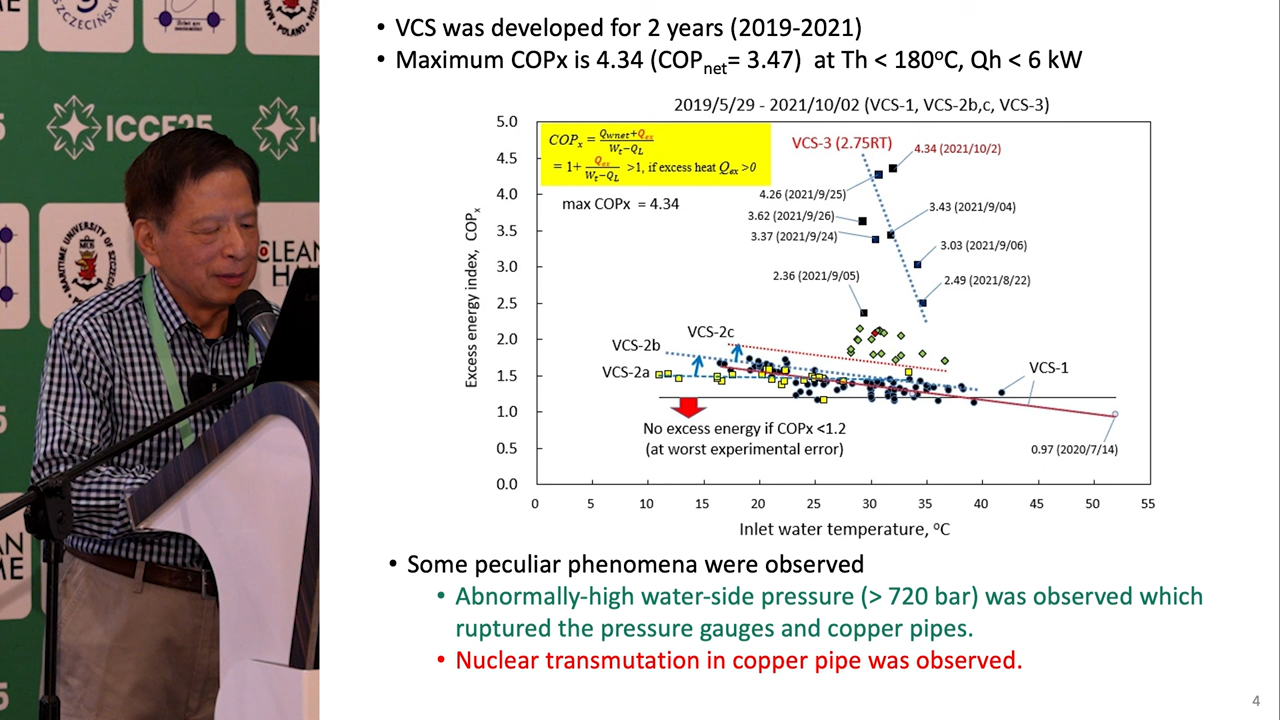 SZCZECIŃSKI
MARINA
POLAND
ICCF25
MARITIME UNIVERSITY OF SZCZECIN
CLEAN
• VCS was developed for 2 years (2019-2021)
• Maximum COPx is 4.34 (COPnet= 3.47) at Th < 180ºC, Qh < 6 kW
2019/5/29 - 2021/10/02 (VCS-1, VCS-2b,c, VCS-3)
COPx = Qwnet+Qex / Wt−QL
= 1+ Qex / Wt−QL >1, if excess heat Qex >0
max COPx = 4.34
VCS-3 (2.75RT)
4.34 (2021/10/2)
4.26 (2021/9/25)
3.62 (2021/9/26)
3.43 (2021/9/04)
3.37 (2021/9/24)
3.03 (2021/9/06)
2.36 (2021/9/05)
2.49 (2021/8/22)
VCS-2c
VCS-2b
VCS-2a
VCS-1
No excess energy if COPx <1.2
(at worst experimental error)
0.97 (2020/7/14)
Excess energy index, COPx
5.0
4.5
4.0
3.5
3.0
2.5
2.0
1.5
1.0
0.5
0.0
0 5 10 15 20 25 30 35 40 45 50 55
Inlet water temperature, ºC
• Some peculiar phenomena were observed
• Abnormally-high water-side pressure (> 720 bar) was observed which
ruptured the pressure gauges and copper pipes.
• Nuclear transmutation in copper pipe was observed.
4